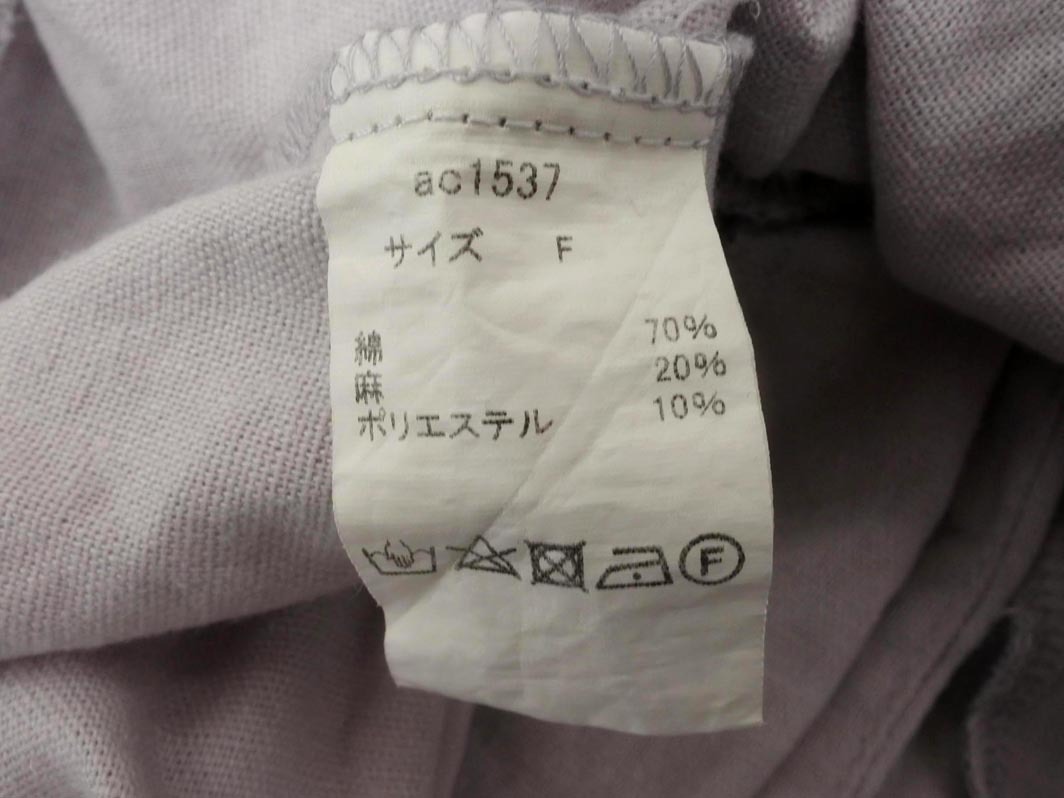 ac1537
サイズ F
綿 70%
麻 20%
ポリエステル 10%
F